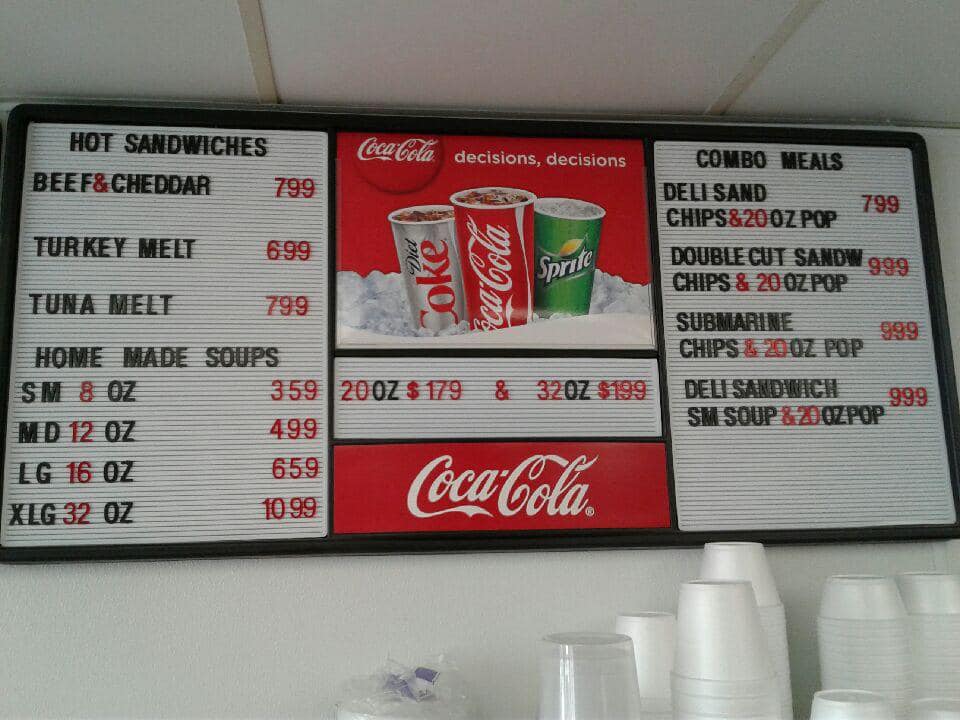 HOT SANDWICHES
BEEF&CHEDDAR 799
TURKEY MELT 699
TUNA MELT 799
HOME MADE SOUPS
SM 8 OZ 359
MD 12 OZ 499
LG 16 OZ 659
XLG 32 OZ 1099
Coca-Cola decisions, decisions
Diet Coke
Coca-Cola
Sprite
20OZ $179 & 32OZ $199
Coca-Cola®
COMBO MEALS
DELI SAND 799
CHIPS&20 OZ POP
DOUBLE CUT SANDW 999
CHIPS & 20 OZ POP
SUBMARINE 999
CHIPS & 20 OZ POP
DELI SANDWICH 999
SM SOUP &20 OZ POP